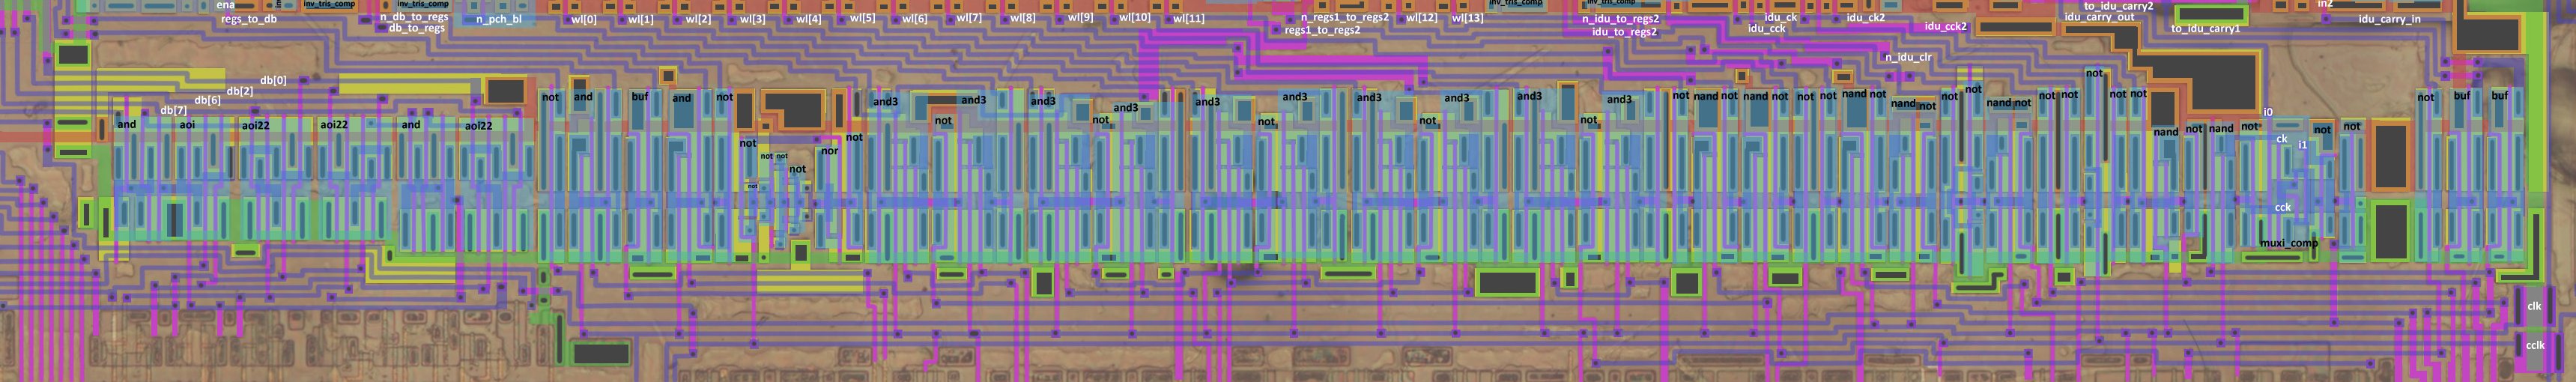 ena inv_tris_comp inv_tris_comp inv_tris_comp inv_tris_comp to_idu_carry2 in2
regs_to_db n_db_to_regs n_pch_bl wl[0] wl[1] wl[2] wl[3] wl[4] wl[5] wl[6] wl[7] wl[8] wl[9] wl[10] wl[11] n_regs1_to_regs2 wl[12] wl[13] n_idu_to_regs2 idu_ck idu_ck2 idu_carry_out idu_carry_in
db_to_regs regs1_to_regs2 idu_to_regs2 idu_cck idu_cck2 to_idu_carry1
n_idu_clr
db[0]
db[2]
db[6]
db[7]
not and buf and not and3 not and3 and3 not and3 and3 not and3 and3 not and3 and3 not and3 not nand not nand not not not nand not nand not not not nand not not not not not not not buf buf
i0
and aoi aoi22 aoi22 and aoi22 nand not nand not not not
ck i1
not nor not
not not
not
not
cck
muxi_comp
clk
cclk